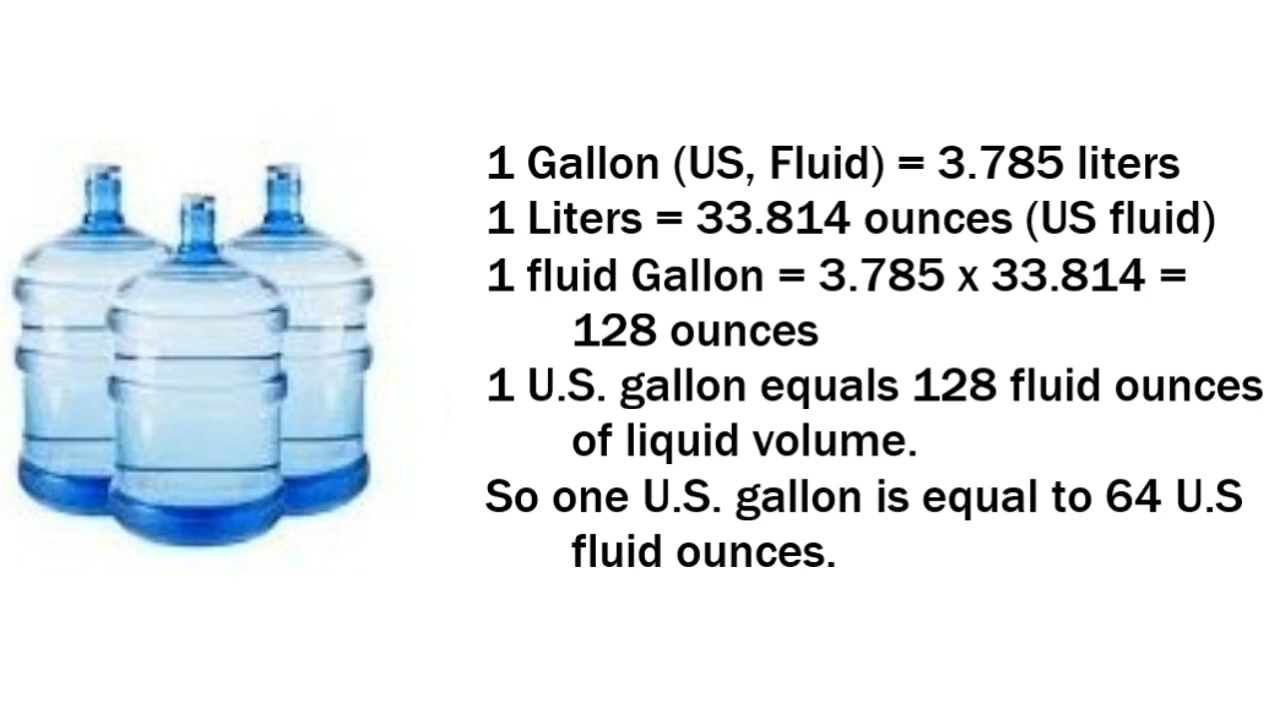 1 Gallon (US, Fluid) = 3.785 liters
1 Liters = 33.814 ounces (US fluid)
1 fluid Gallon = 3.785 x 33.814 =
128 ounces
1 U.S. gallon equals 128 fluid ounces
of liquid volume.
So one U.S. gallon is equal to 64 U.S
fluid ounces.